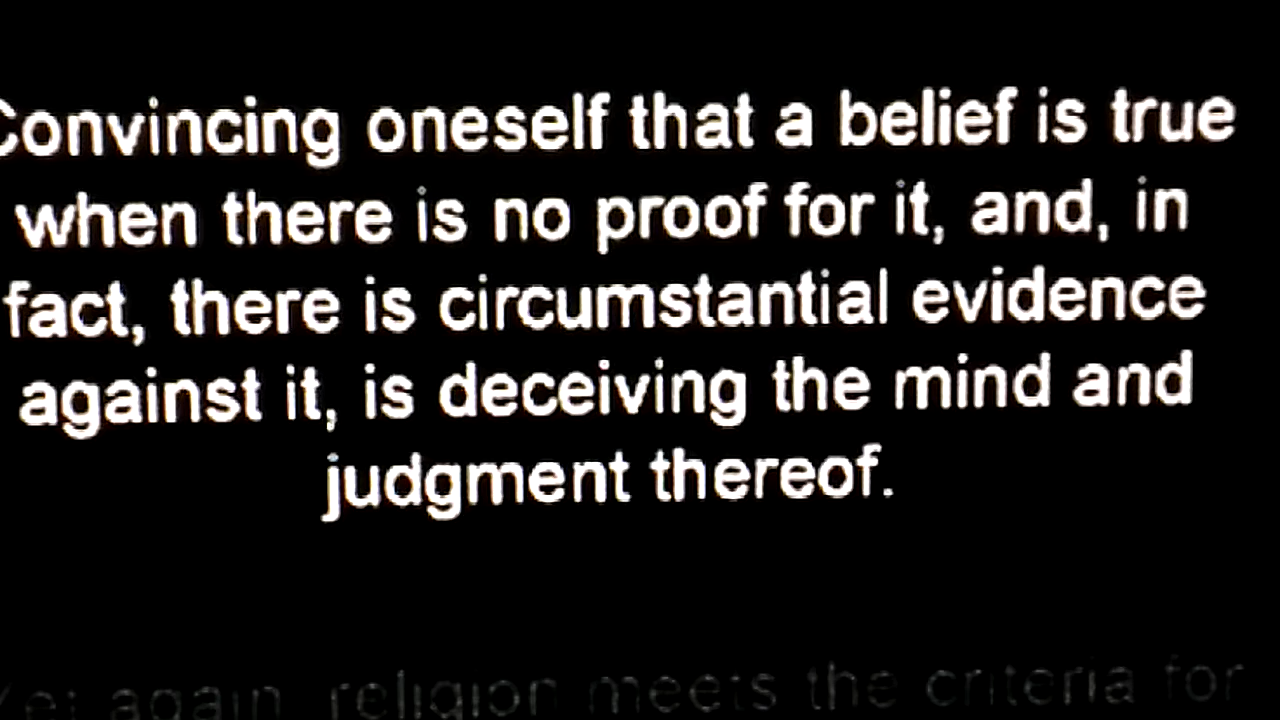 Convincing oneself that a belief is true
when there is no proof for it, and, in
fact, there is circumstantial evidence
against it, is deceiving the mind and
judgment thereof.
Yet again, religion meets the criteria for